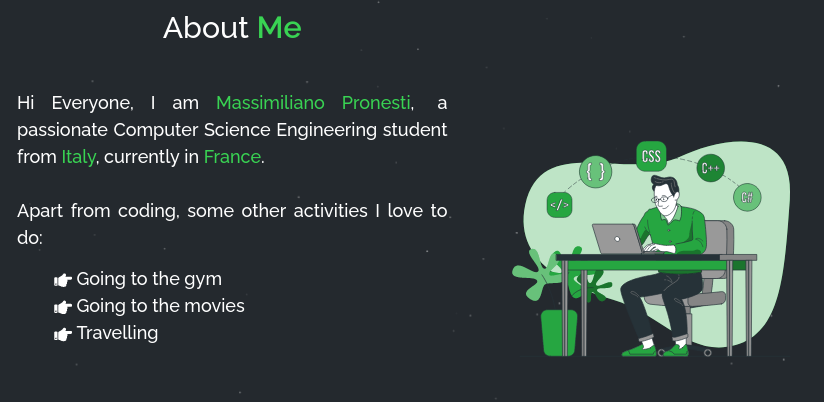 About Me
Hi Everyone, I am Massimiliano Pronesti, a
passionate Computer Science Engineering student
from Italy, currently in France.
Apart from coding, some other activities I love to
do:
Going to the gym
Going to the movies
Travelling
</>
{ }
CSS
C++
C#